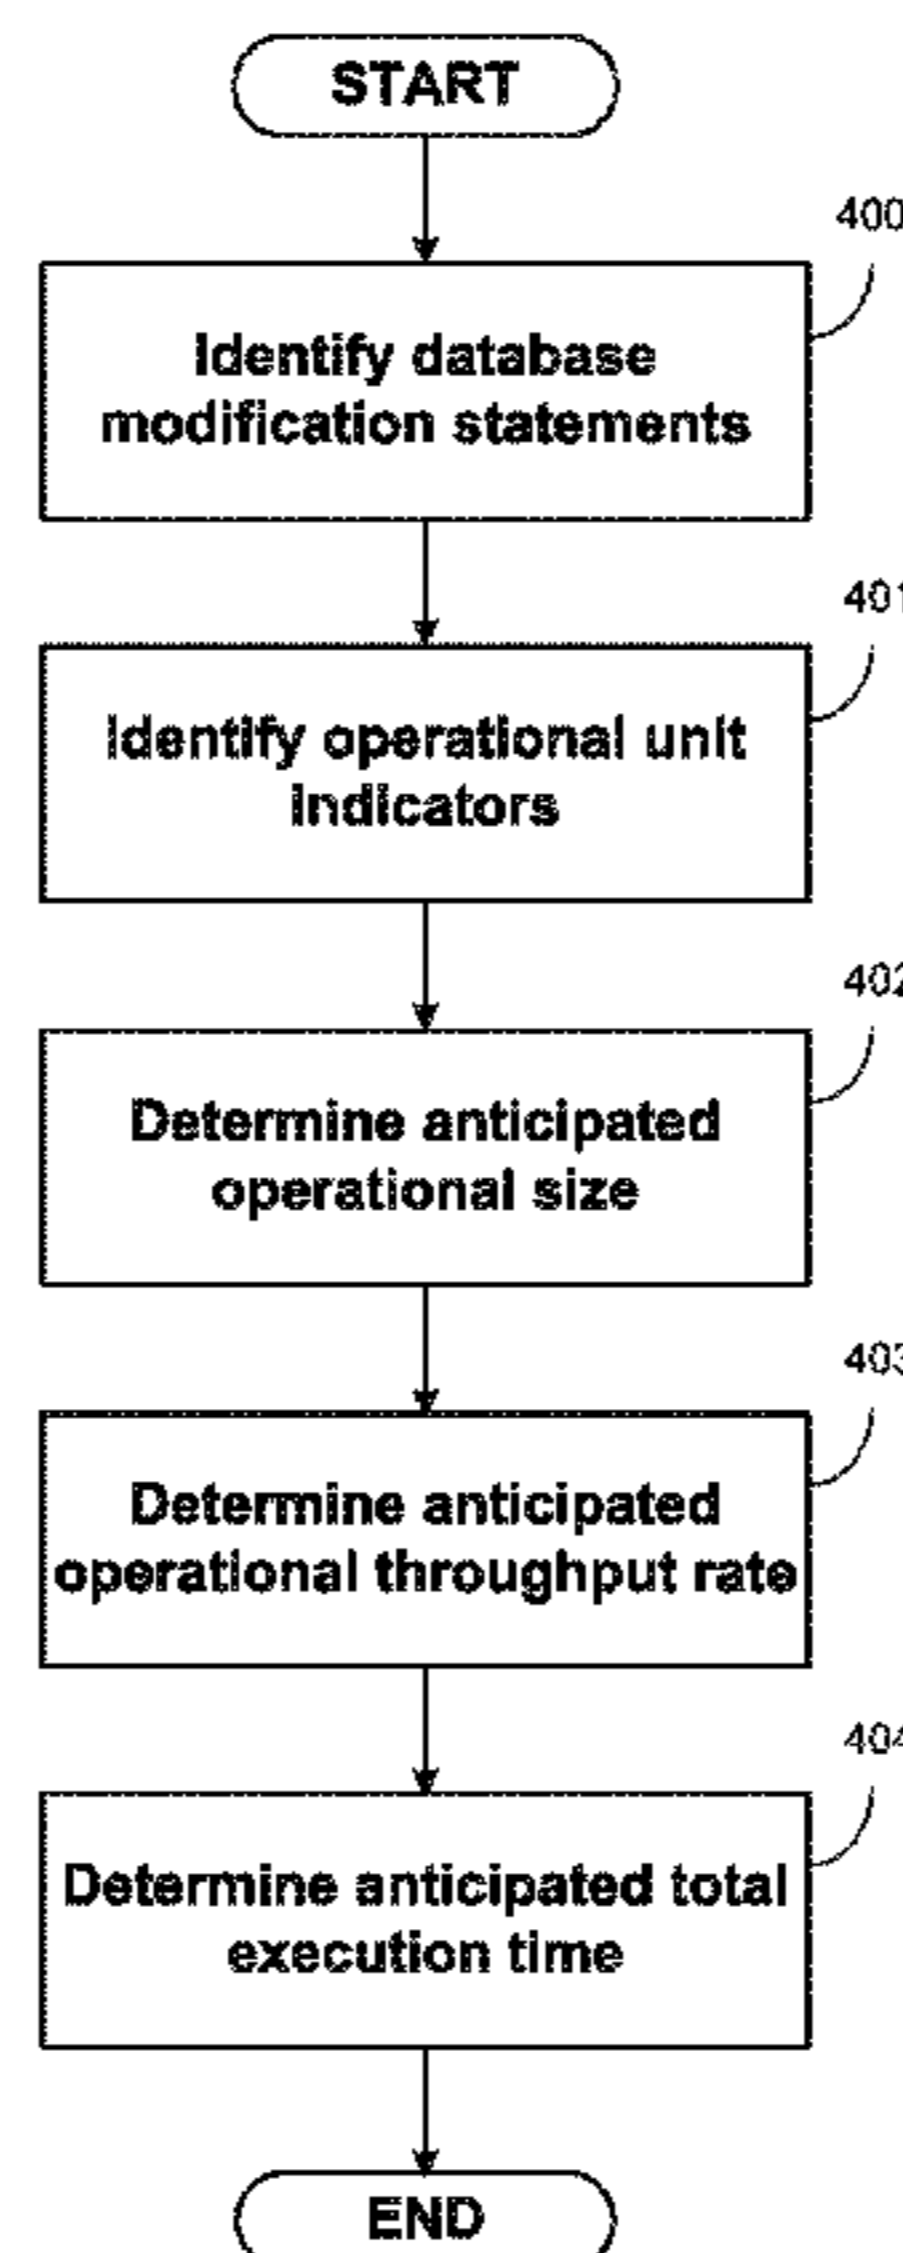 START
400
Identify database
modification statements
401
Identify operational unit
indicators
402
Determine anticipated
operational size
403
Determine anticipated
operational throughput rate
404
Determine anticipated total
execution time
END